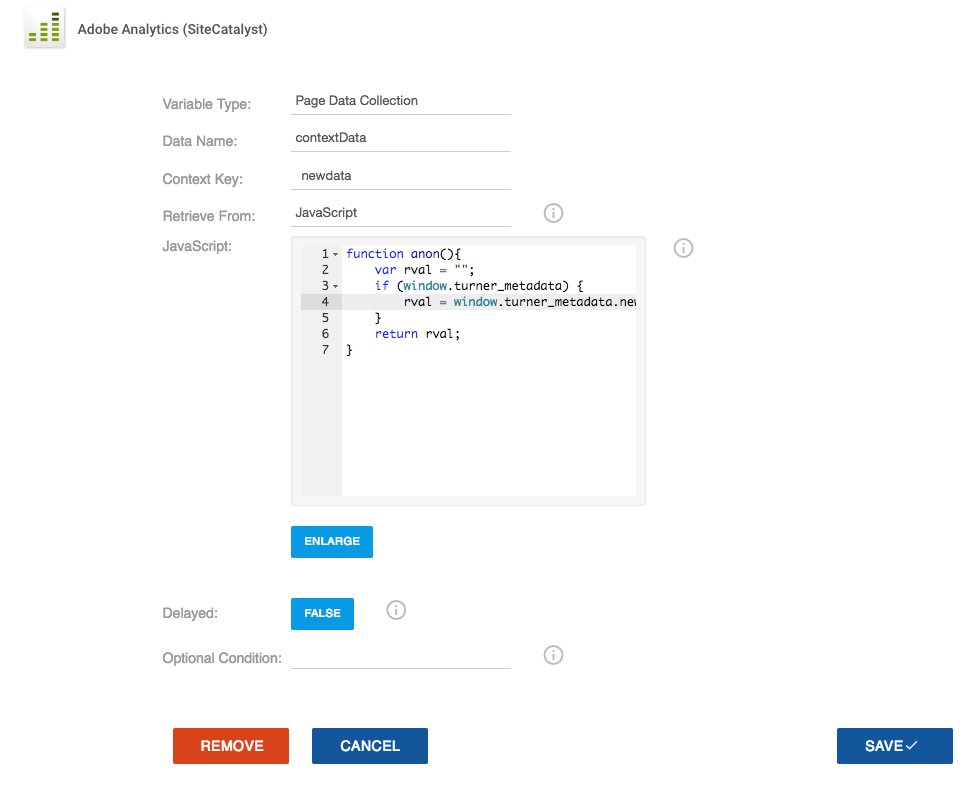 Adobe Analytics (SiteCatalyst)
Variable Type: Page Data Collection
Data Name: contextData
Context Key: newdata
Retrieve From: JavaScript
JavaScript:
1 function anon(){
2 var rval = "";
3 if (window.turner_metadata) {
4 rval = window.turner_metadata.new
5 }
6 return rval;
7 }
ENLARGE
Delayed: FALSE
Optional Condition:
REMOVE CANCEL SAVE